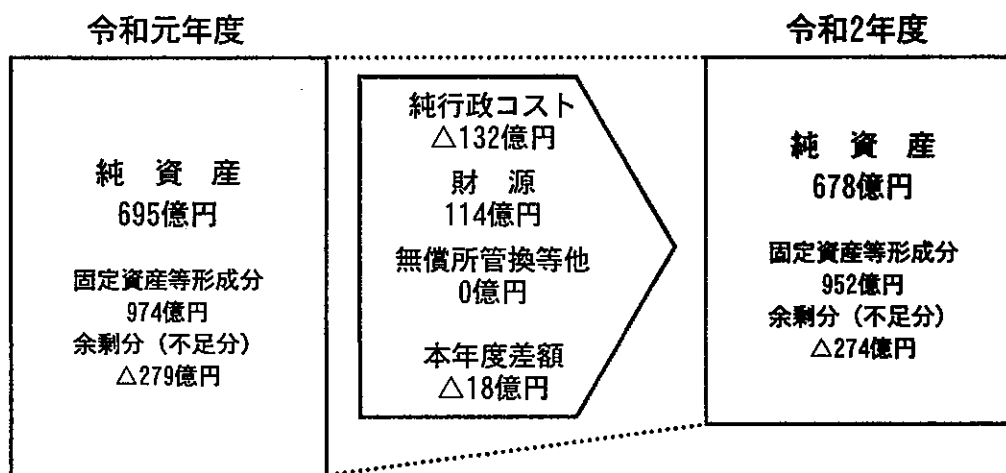 令和元年度
純 資 産
695億円
固定資産等形成分
974億円
余剰分（不足分）
△279億円
純行政コスト
△132億円
財 源
114億円
無償所管換等他
0億円
本年度差額
△18億円
令和2年度
純 資 産
678億円
固定資産等形成分
952億円
余剰分（不足分）
△274億円